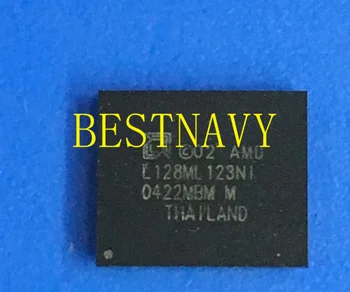 BESTNAVY
©02 AMD
L128ML123NI
0422MBM M
THAILAND